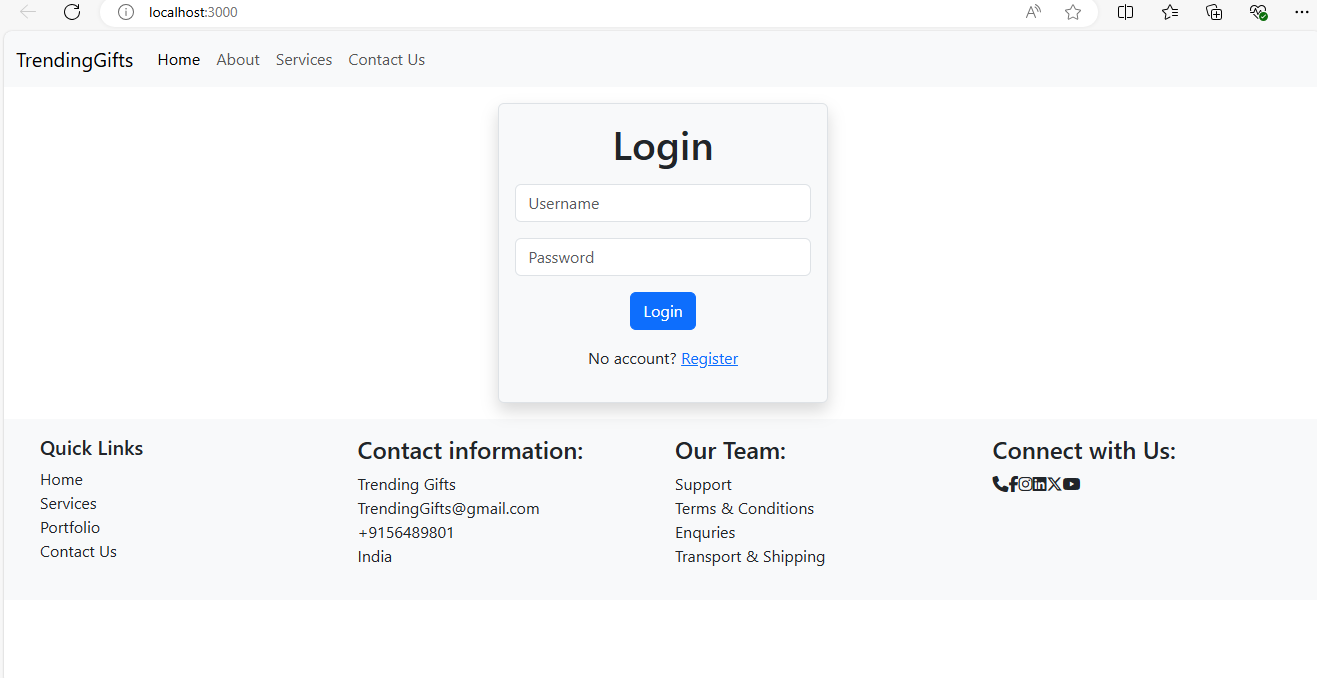 localhost:3000
TrendingGifts Home About Services Contact Us
Login
Username
Password
Login
No account? Register
Quick Links
Home
Services
Portfolio
Contact Us
Contact information:
Trending Gifts
TrendingGifts@gmail.com
+9156489801
India
Our Team:
Support
Terms & Conditions
Enquries
Transport & Shipping
Connect with Us: